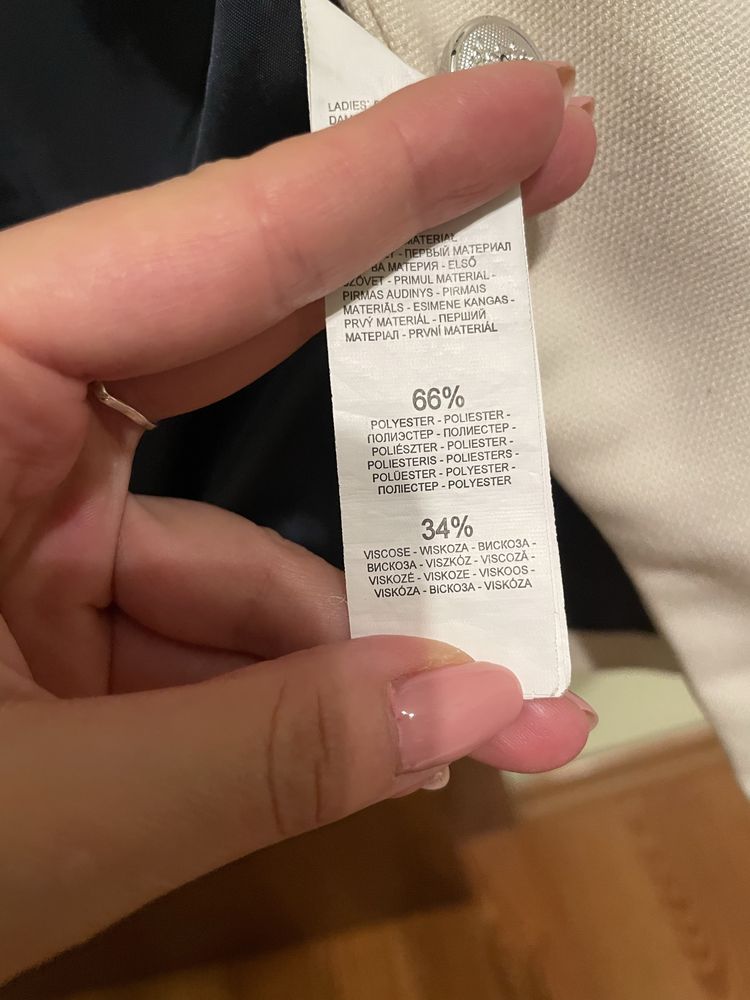 LADIES'
MATERIAL
- ПЕРВЫЙ МАТЕРИАЛ
ВА МАТЕРИЯ - ELSŐ
SZÖVET - PRIMUL MATERIAL -
PIRMAS AUDINYS - PIRMAIS
MATERIĀLS - ESIMENE KANGAS -
PRVÝ MATERIÁL - ПЕРШИЙ
МАТЕРІАЛ - PRVNÍ MATERIÁL
66%
POLYESTER - POLIESTER -
ПОЛИЭСТЕР - ПОЛИЕСТЕР -
POLIÉSZTER - POLIESTER -
POLIESTERIS - POLIESTERS -
POLÜESTER - POLYESTER -
ПОЛІЕСТЕР - POLYESTER
34%
VISCOSE - WISKOZA - ВИСКОЗА -
ВИСКОЗА - VISZKÓZ - VISCOZĂ -
VISKOZĖ - VISKOZE - VISKOOS -
VISKÓZA - ВІСКОЗА - VISKÓZA